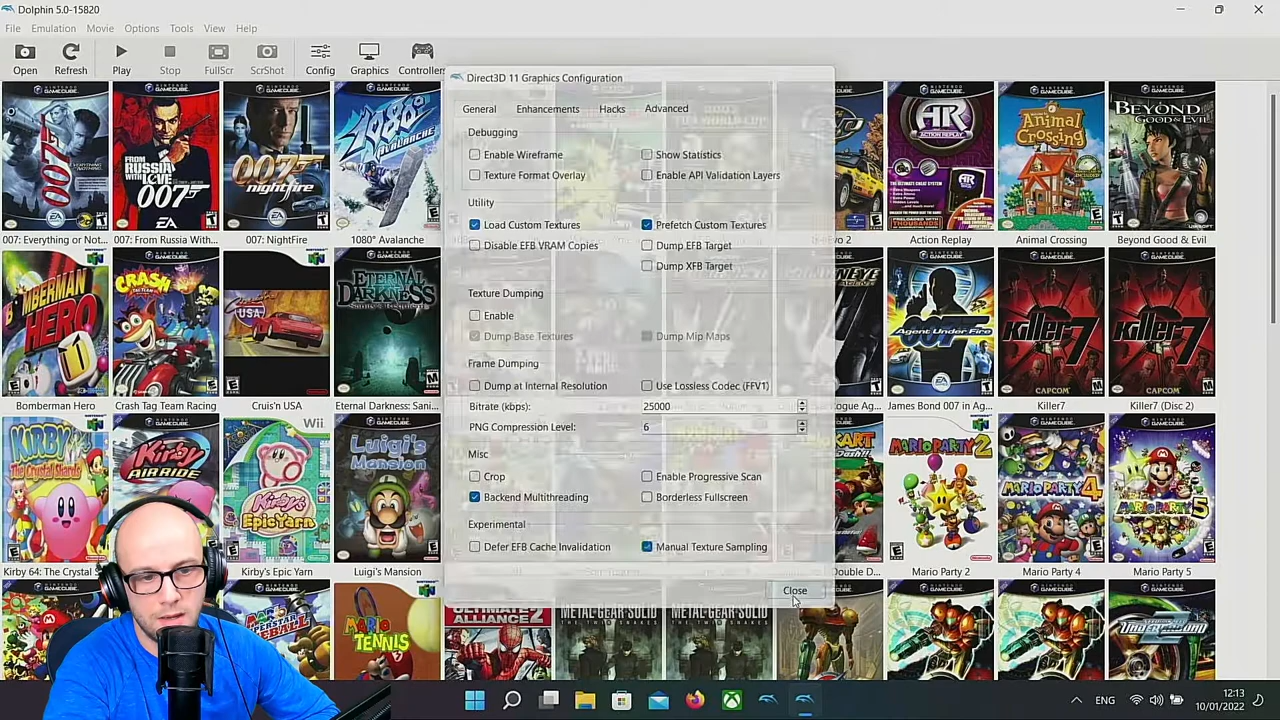 Dolphin 5.0-15820
File Emulation Movie Options Tools View Help
Open Refresh Play Stop FullScr ScrShot Config Graphics Controllers
Direct3D 11 Graphics Configuration
General Enhancements Hacks Advanced
Debugging
Enable Wireframe Show Statistics
Texture Format Overlay Enable API Validation Layers
Utility
Load Custom Textures Prefetch Custom Textures
Disable EFB VRAM Copies Dump EFB Target
Dump XFB Target
Texture Dumping
Enable
Dump Base Textures Dump Mip Maps
Frame Dumping
Dump at Internal Resolution Use Lossless Codec (FFV1)
Bitrate (kbps): 25000
PNG Compression Level: 6
Misc
Crop Enable Progressive Scan
Backend Multithreading Borderless Fullscreen
Experimental
Defer EFB Cache Invalidation Manual Texture Sampling
Close
007: Everything or Not... 007: From Russia With... 007: NightFire 1080° Avalanche Action Replay Animal Crossing Beyond Good & Evil
Bomberman Hero Crash Tag Team Racing Cruis'n USA Eternal Darkness: Sani... James Bond 007 in Ag... Killer7 Killer7 (Disc 2)
Kirby 64: The Crystal S Kirby's Epic Yarn Luigi's Mansion Mario Party 2 Mario Party 4 Mario Party 5
ENG 12:13
10/01/2022